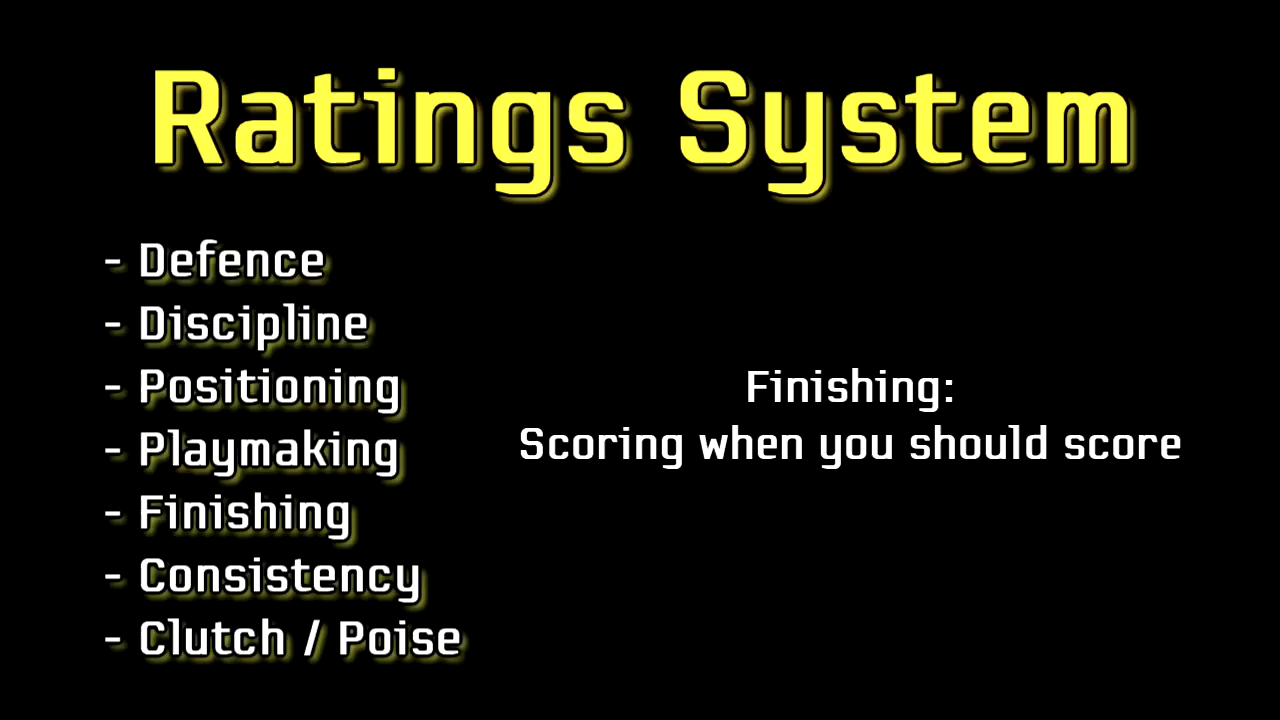 Ratings System
- Defence
- Discipline
- Positioning
- Playmaking
- Finishing
- Consistency
- Clutch / Poise
Finishing:
Scoring when you should score